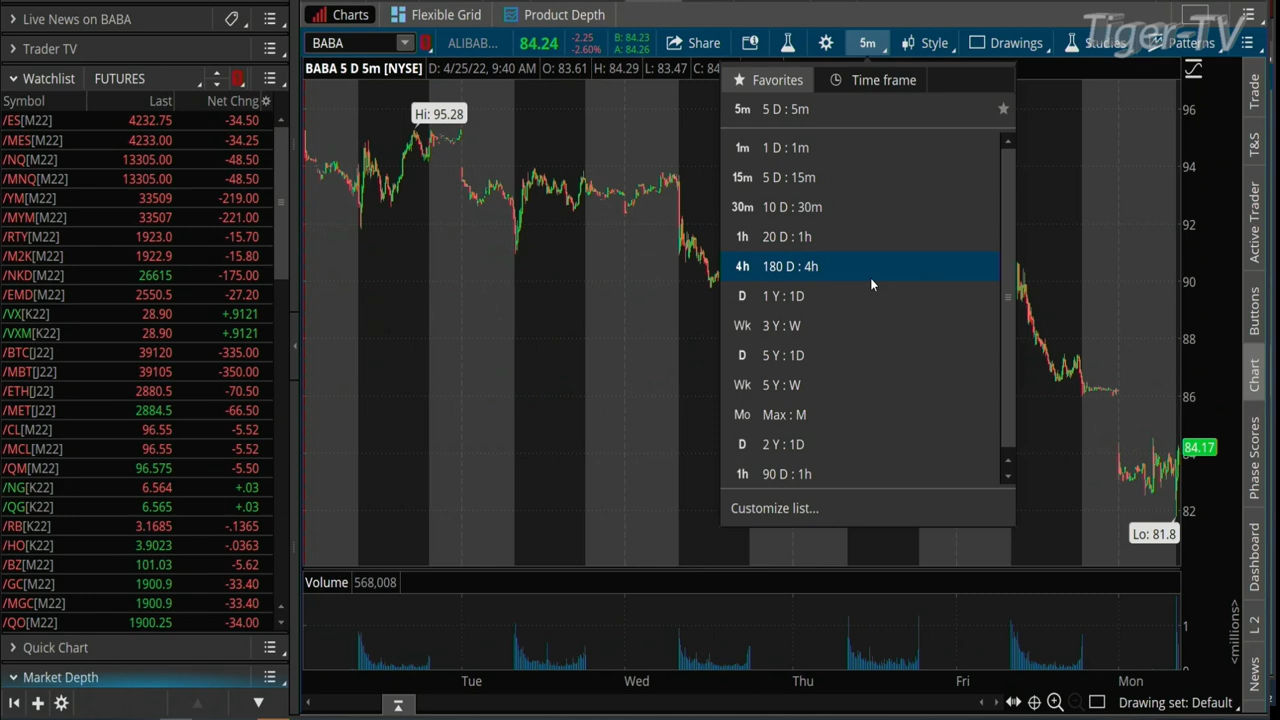 Live News on BABA
Charts
Flexible Grid
Product Depth
Tiger-TV
Trader TV
BABA
ALIBAB...
84.24
-2.25
-2.60%
B: 84.23
A: 84.26
Share
5m
Style
Drawings
Studies
Patterns
Watchlist
FUTURES
BABA 5 D 5m [NYSE]
D: 4/25/22, 9:40 AM
O: 83.61
H: 84.29
L: 83.47
C: 84
Symbol Last Net Chng
/ES[M22] 4232.75 -34.50
/MES[M22] 4233.00 -34.25
/NQ[M22] 13305.00 -48.50
/MNQ[M22] 13305.00 -48.50
/YM[M22] 33509 -219.00
/MYM[M22] 33507 -221.00
/RTY[M22] 1923.0 -15.70
/M2K[M22] 1922.9 -15.80
/NKD[M22] 26615 -175.00
/EMD[M22] 2550.5 -27.20
/VX[K22] 28.90 +.9121
/VXM[K22] 28.90 +.9121
/BTC[J22] 39120 -335.00
/MBT[J22] 39105 -350.00
/ETH[J22] 2880.5 -70.50
/MET[J22] 2884.5 -66.50
/CL[M22] 96.55 -5.52
/MCL[M22] 96.55 -5.52
/QM[M22] 96.575 -5.50
/NG[K22] 6.564 +.03
/QG[K22] 6.565 +.03
/RB[K22] 3.1685 -.1365
/HO[K22] 3.9023 -.0363
/BZ[M22] 101.03 -5.62
/GC[M22] 1900.9 -33.40
/MGC[M22] 1900.9 -33.40
/QO[M22] 1900.25 -34.00
Quick Chart
Market Depth
Hi: 95.28
Favorites
Time frame
5m 5 D : 5m
1m 1 D : 1m
15m 5 D : 15m
30m 10 D : 30m
1h 20 D : 1h
4h 180 D : 4h
D 1 Y : 1D
Wk 3 Y : W
D 5 Y : 1D
Wk 5 Y : W
Mo Max : M
D 2 Y : 1D
1h 90 D : 1h
Customize list...
96
94
92
90
88
86
84.17
82
Lo: 81.8
Volume 568,008
1
0
<millions>
Tue
Wed
Thu
Fri
Mon
Drawing set: Default
Trade
T&S
Active Trader
Buttons
Chart
Phase Scores
Dashboard
L 2
News